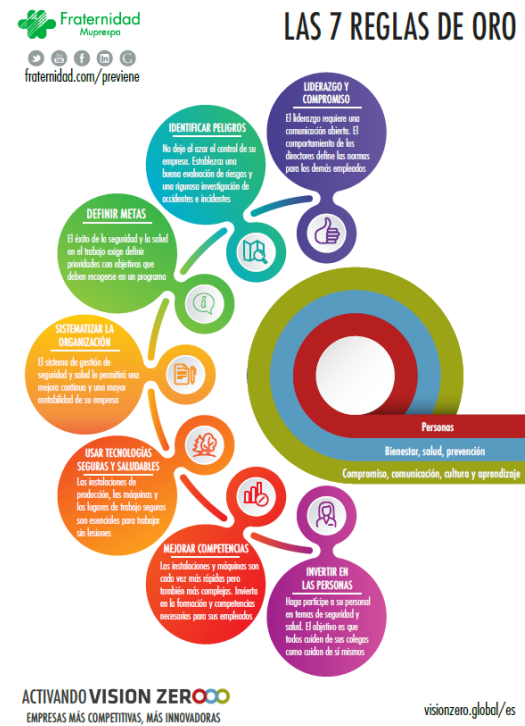 Fraternidad
Muprespa
fraternidad.com/previene
LAS 7 REGLAS DE ORO
LIDERAZGO Y
COMPROMISO
El liderazgo requiere una
comunicación abierta. El
comportamiento de los
directores define las normas
para los demás empleados
IDENTIFICAR PELIGROS
No deje al azar el control de su
empresa. Establezca una
buena evaluación de riesgos y
una rigurosa investigación de
accidentes e incidentes
DEFINIR METAS
El éxito de la seguridad y la salud
en el trabajo exige definir
prioridades con objetivos que
deben recogerse en un programa
SISTEMATIZAR LA
ORGANIZACIÓN
El sistema de gestión de
seguridad y salud le permitirá una
mejora continua y una mayor
rentabilidad de su empresa
USAR TECNOLOGÍAS
SEGURAS Y SALUDABLES
Las instalaciones de
producción, las máquinas y
los lugares de trabajo seguros
son esenciales para trabajar
sin lesiones
MEJORAR COMPETENCIAS
Las instalaciones y máquinas son
cada vez más rápidas pero
también más complejas. Invierta
en la formación y competencias
necesarias para sus empleados
INVERTIR EN
LAS PERSONAS
Haga partícipe a su personal
en temas de seguridad y
salud. El objetivo es que
todos cuiden de sus colegas
como cuidan de sí mismos
Personas
Bienestar, salud, prevención
Compromiso, comunicación, cultura y aprendizaje
ACTIVANDO VISION ZERO
EMPRESAS MÁS COMPETITIVAS, MÁS INNOVADORAS
visionzero.global/es